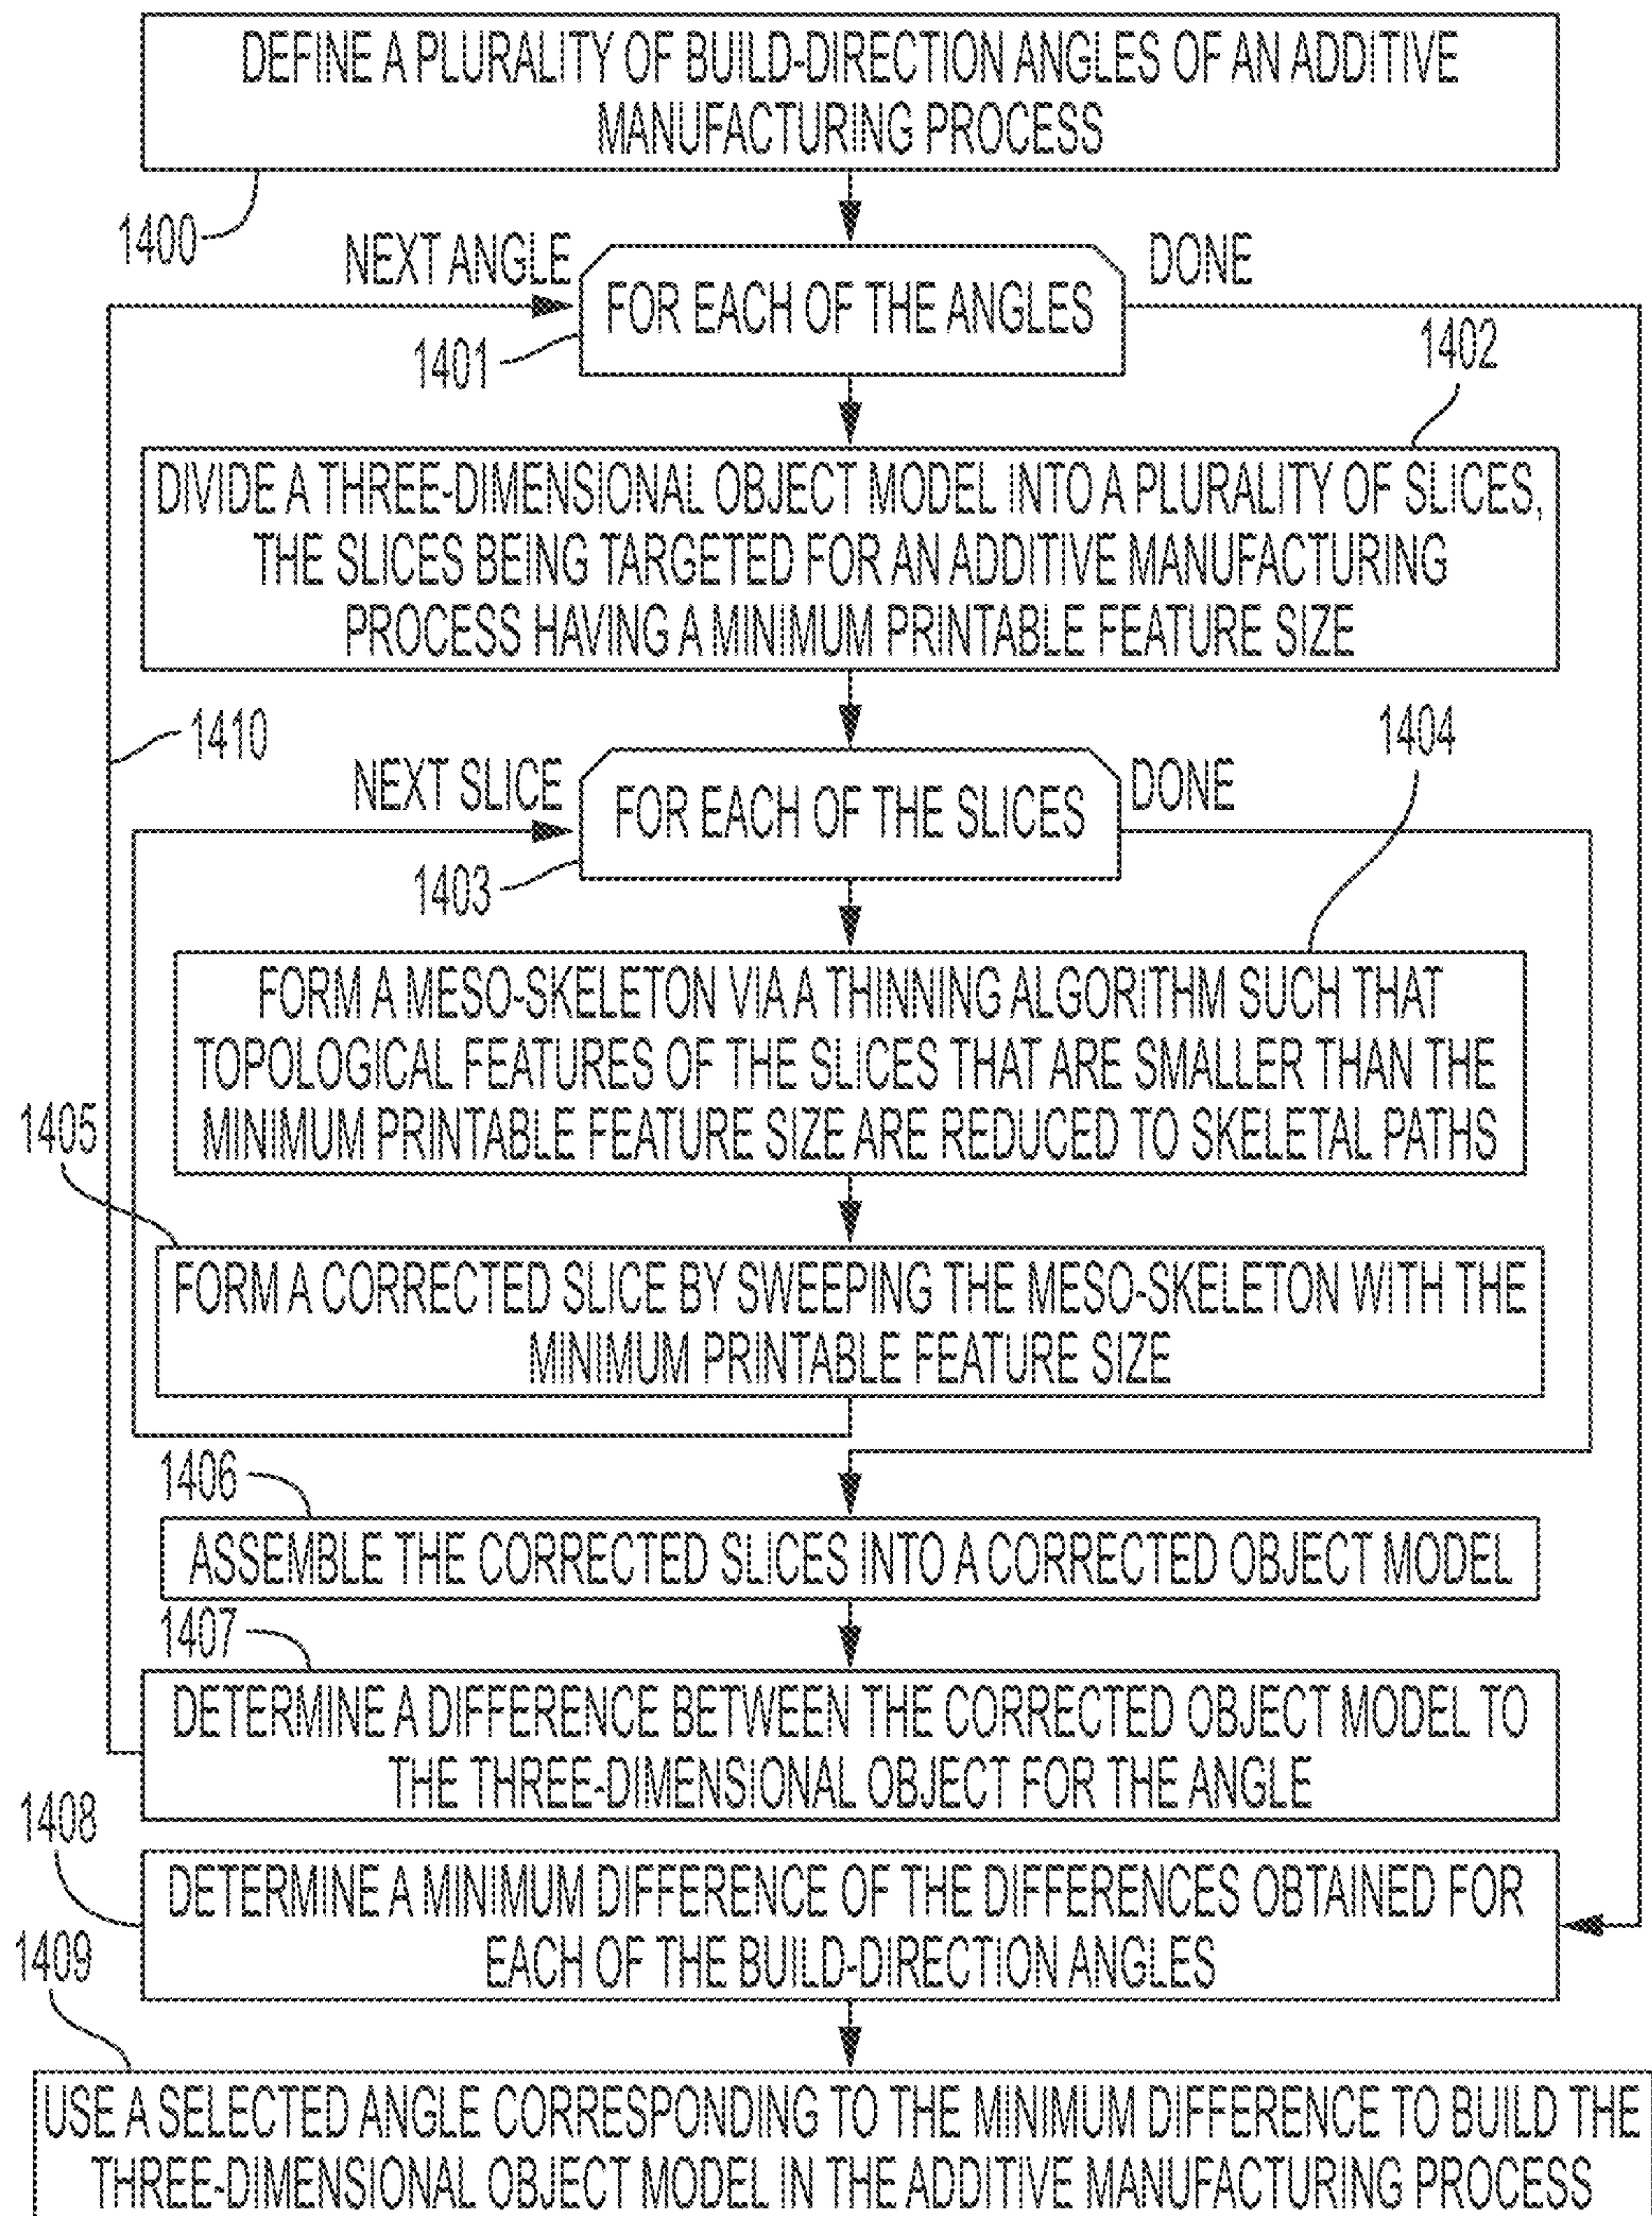 DEFINE A PLURALITY OF BUILD-DIRECTION ANGLES OF AN ADDITIVE
MANUFACTURING PROCESS
1400
NEXT ANGLE
DONE
FOR EACH OF THE ANGLES
1401
1402
DIVIDE A THREE-DIMENSIONAL OBJECT MODEL INTO A PLURALITY OF SLICES,
THE SLICES BEING TARGETED FOR AN ADDITIVE MANUFACTURING
PROCESS HAVING A MINIMUM PRINTABLE FEATURE SIZE
1410
1404
NEXT SLICE
DONE
FOR EACH OF THE SLICES
1403
FORM A MESO-SKELETON VIA A THINNING ALGORITHM SUCH THAT
TOPOLOGICAL FEATURES OF THE SLICES THAT ARE SMALLER THAN THE
MINIMUM PRINTABLE FEATURE SIZE ARE REDUCED TO SKELETAL PATHS
1405
FORM A CORRECTED SLICE BY SWEEPING THE MESO-SKELETON WITH THE
MINIMUM PRINTABLE FEATURE SIZE
1406
ASSEMBLE THE CORRECTED SLICES INTO A CORRECTED OBJECT MODEL
1407
DETERMINE A DIFFERENCE BETWEEN THE CORRECTED OBJECT MODEL TO
THE THREE-DIMENSIONAL OBJECT FOR THE ANGLE
1408
DETERMINE A MINIMUM DIFFERENCE OF THE DIFFERENCES OBTAINED FOR
EACH OF THE BUILD-DIRECTION ANGLES
1409
USE A SELECTED ANGLE CORRESPONDING TO THE MINIMUM DIFFERENCE TO BUILD THE
THREE-DIMENSIONAL OBJECT MODEL IN THE ADDITIVE MANUFACTURING PROCESS